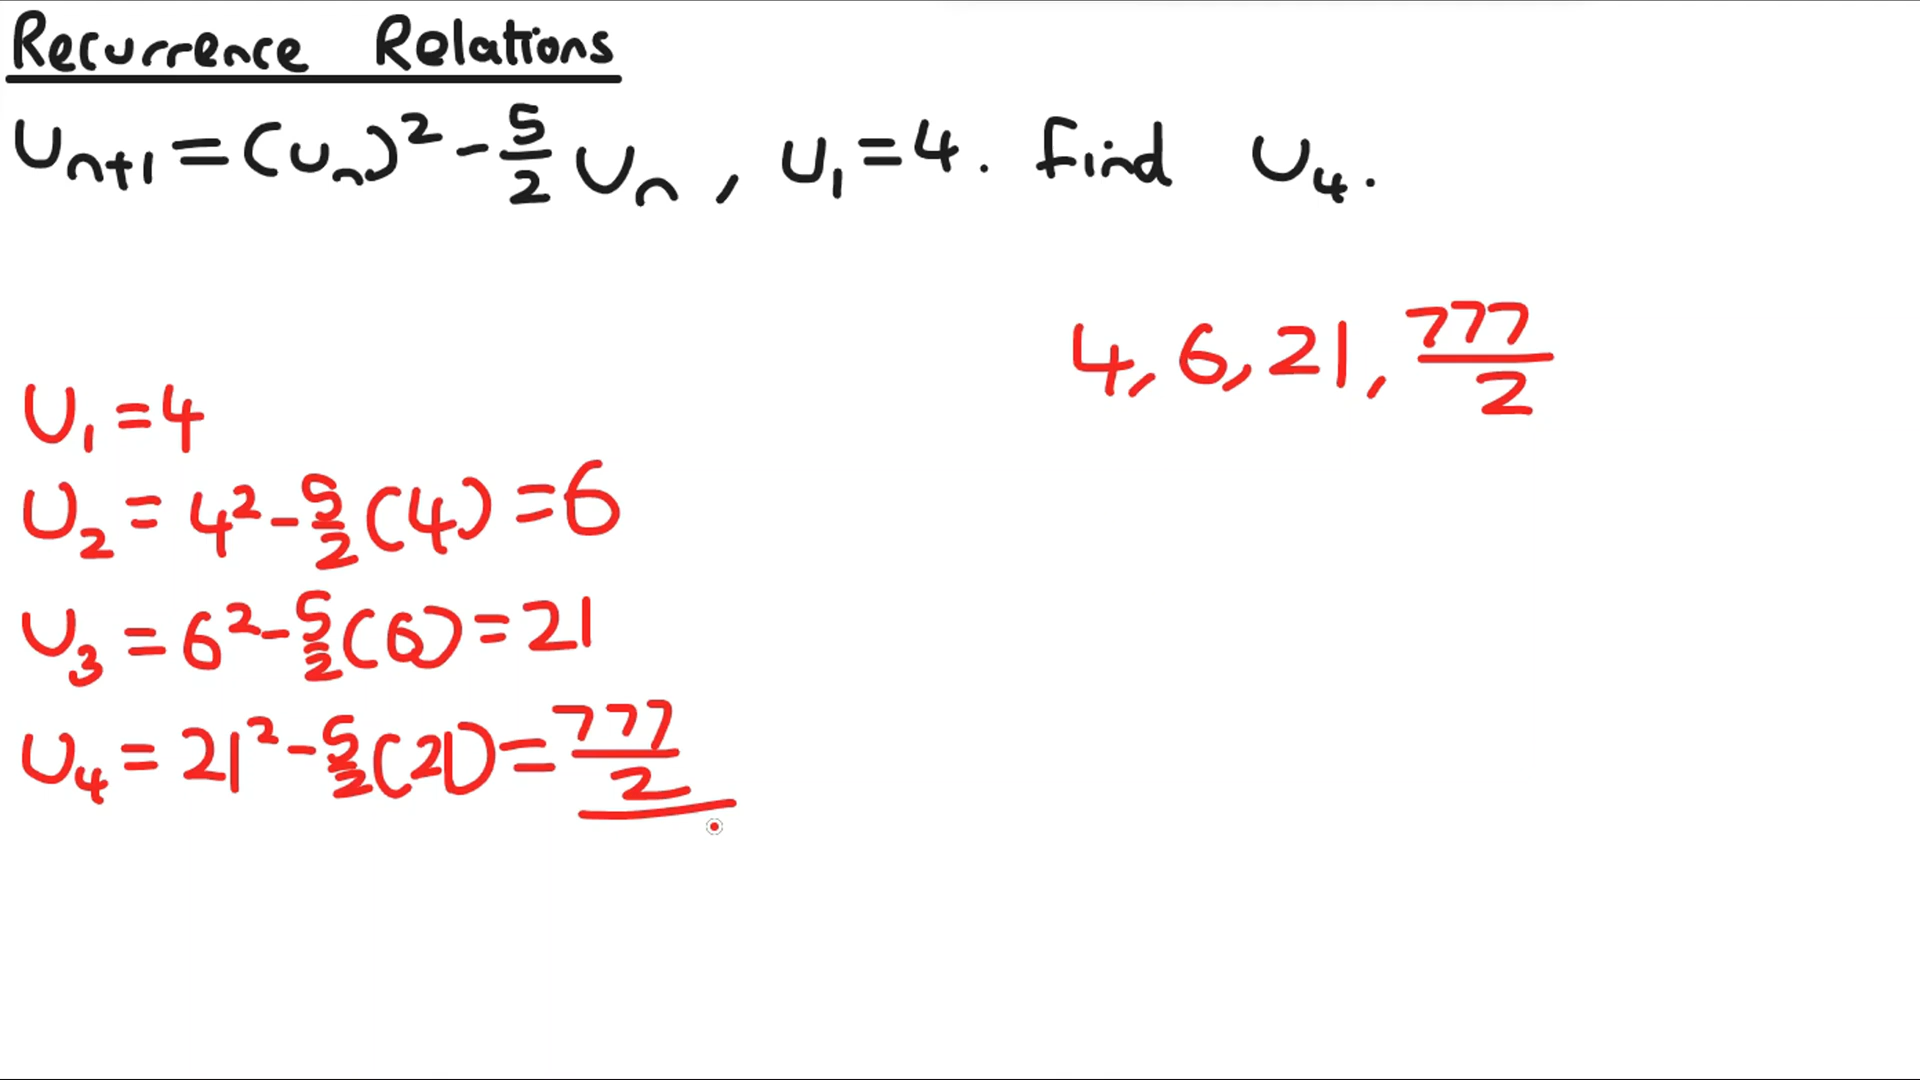 Recurrence Relations
Uₙ₊₁ = (uₙ)² - 5/2 Uₙ , U₁ = 4 . Find U₄ .
4, 6, 21, 777/2
U₁ = 4
U₂ = 4² - 5/2 (4) = 6
U₃ = 6² - 5/2 (6) = 21
U₄ = 21² - 5/2 (21) = 777/2